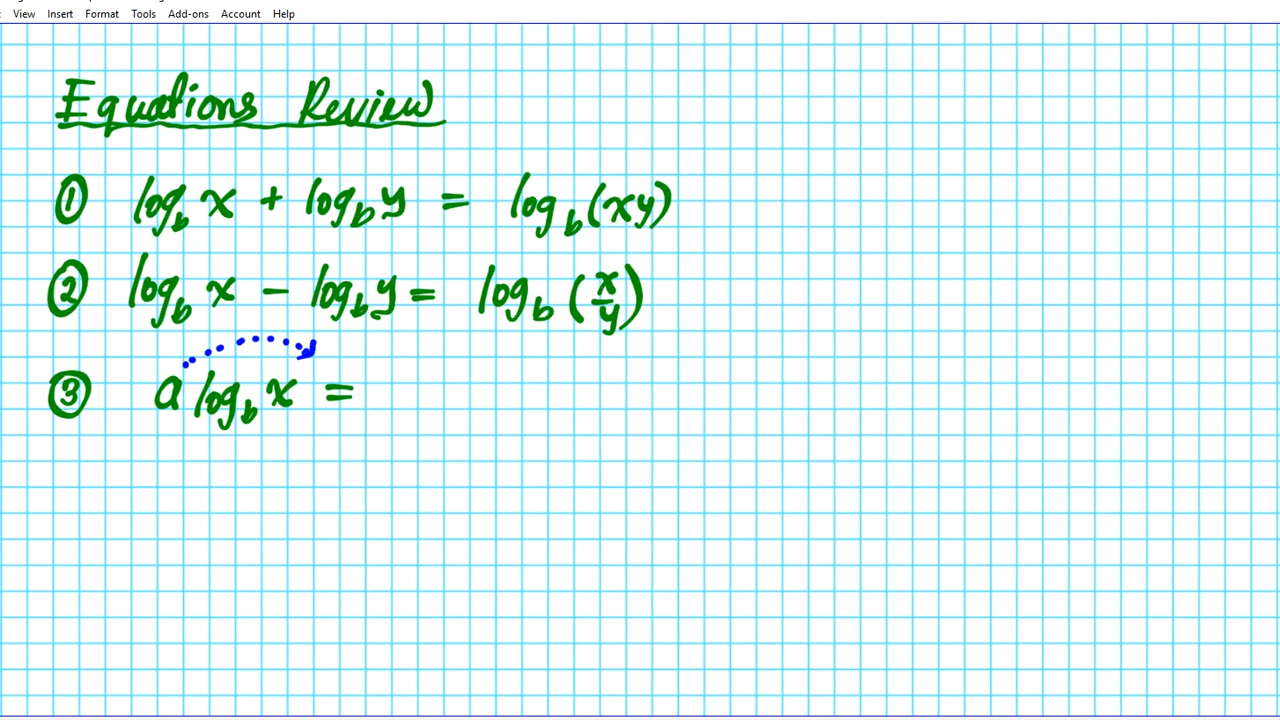 View Insert Format Tools Add-ons Account Help
Equations Review
① log_b x + log_b y = log_b (xy)
② log_b x - log_b y = log_b (x/y)
③ a log_b x =